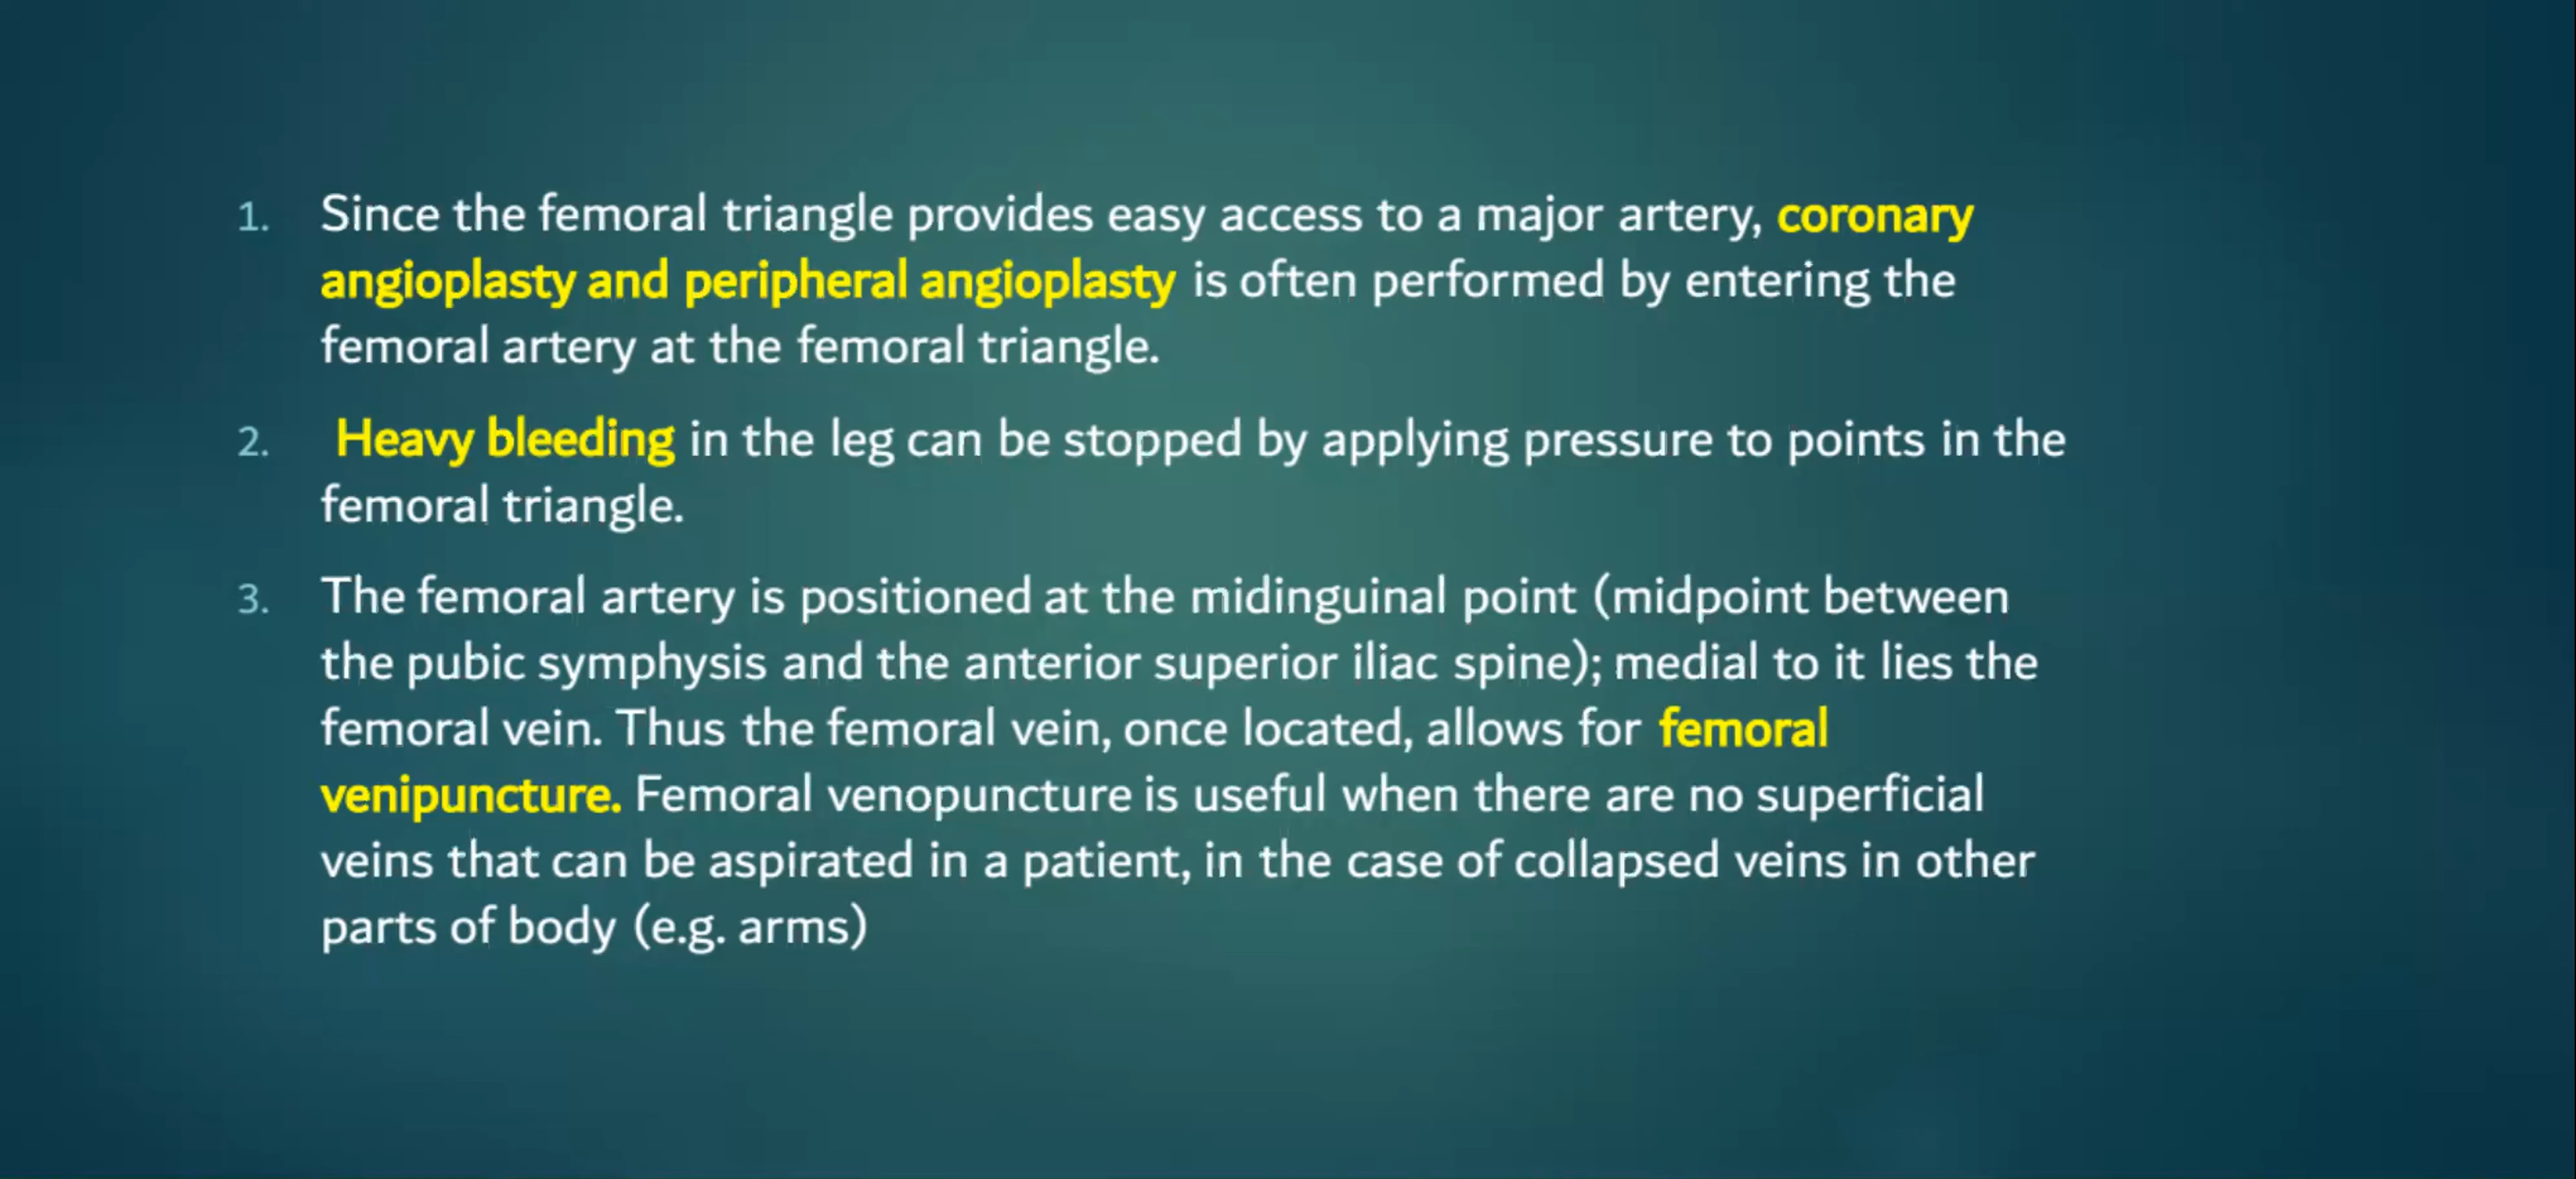 1. Since the femoral triangle provides easy access to a major artery, coronary
angioplasty and peripheral angioplasty is often performed by entering the
femoral artery at the femoral triangle.
2. Heavy bleeding in the leg can be stopped by applying pressure to points in the
femoral triangle.
3. The femoral artery is positioned at the midinguinal point (midpoint between
the pubic symphysis and the anterior superior iliac spine); medial to it lies the
femoral vein. Thus the femoral vein, once located, allows for femoral
venipuncture. Femoral venopuncture is useful when there are no superficial
veins that can be aspirated in a patient, in the case of collapsed veins in other
parts of body (e.g. arms)